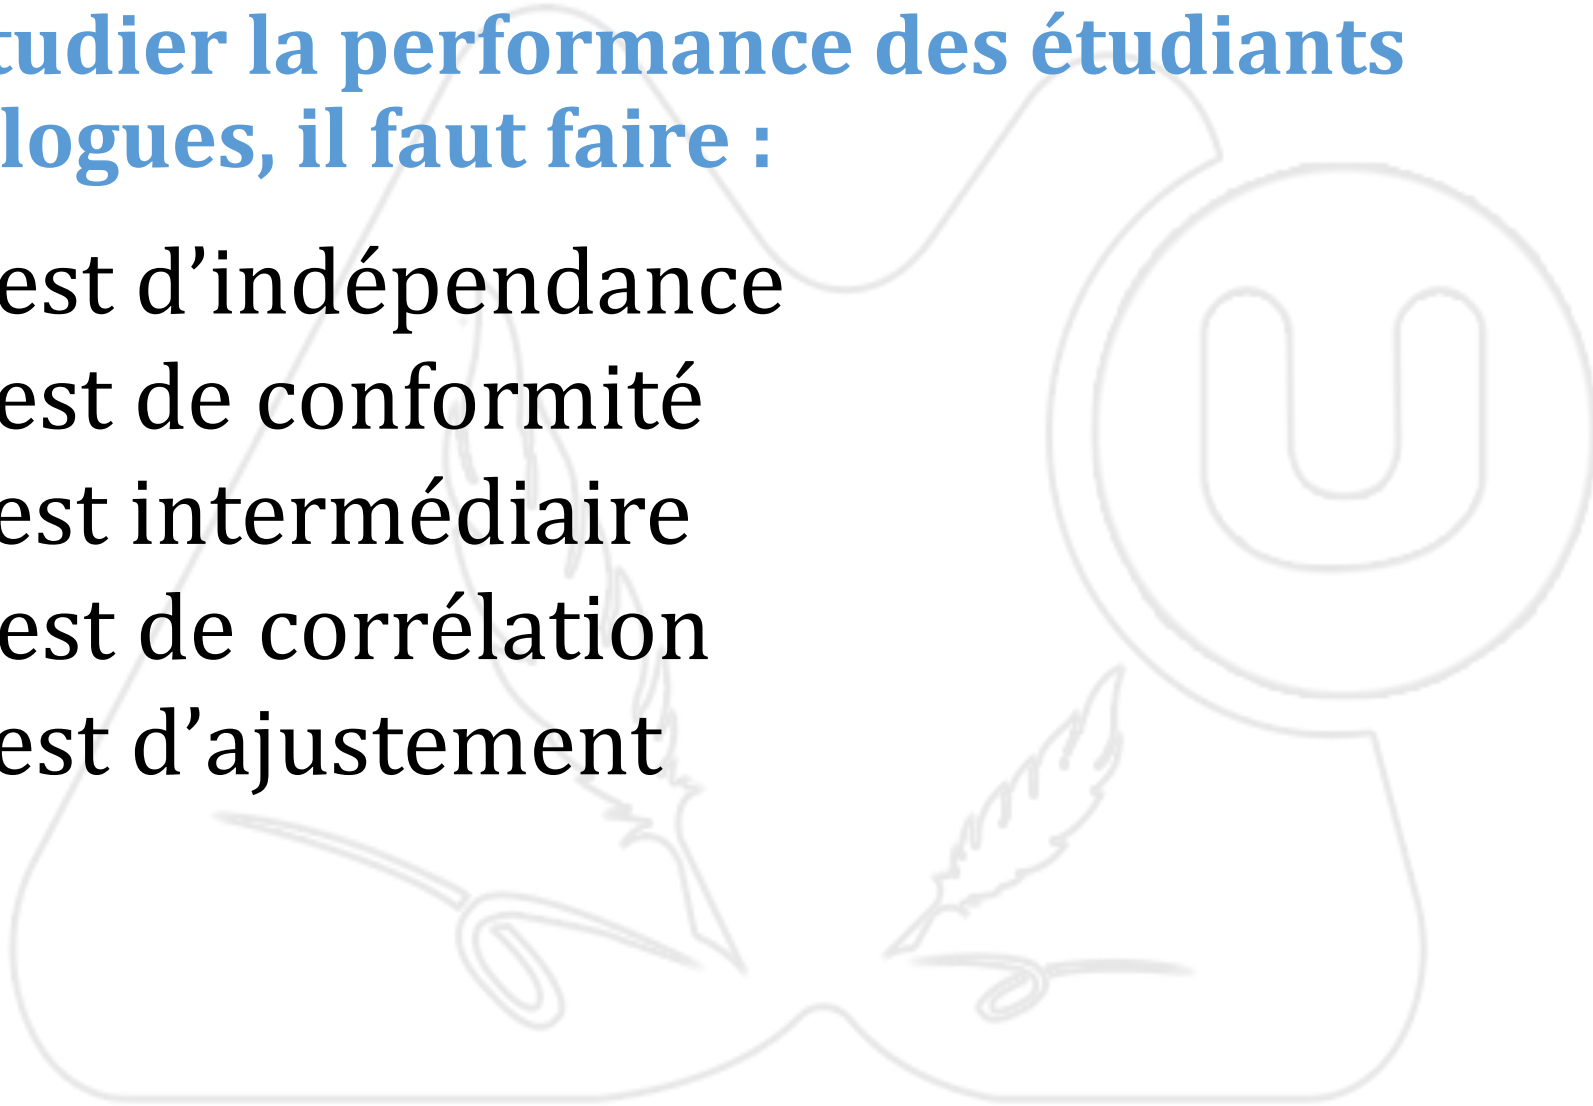 tudier la performance des étudiants
logues, il faut faire :
est d’indépendance
est de conformité
est intermédiaire
est de corrélation
est d’ajustement